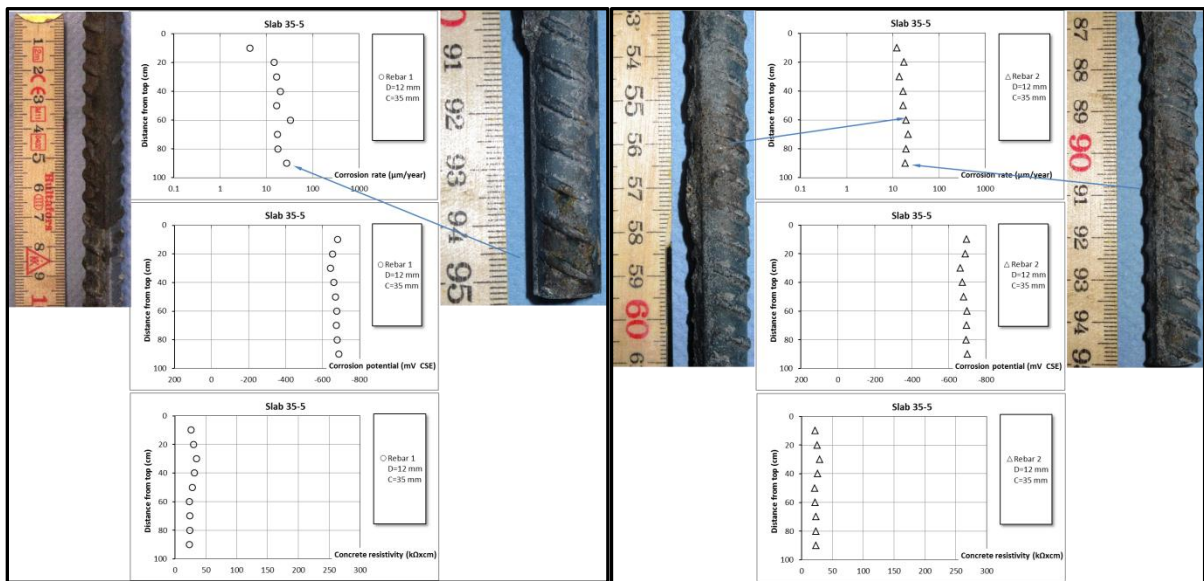 Slab 35-5
Distance from top (cm)
0
20
40
60
80
100
0.1
1
10
100
1000
Corrosion rate (µm/year)
Rebar 1
D=12 mm
C=35 mm
Slab 35-5
Distance from top (cm)
0
20
40
60
80
100
200
0
-200
-400
-600
-800
Corrosion potential (mV CSE)
Rebar 1
D=12 mm
C=35 mm
Slab 35-5
Distance from top (cm)
0
20
40
60
80
100
0
50
100
150
200
250
300
Concrete resistivity (kΩxcm)
Rebar 1
D=12 mm
C=35 mm
1
2
3
4
5
6
7
8
9
91
92
93
94
95
Slab 35-5
Distance from top (cm)
0
20
40
60
80
100
0.1
1
10
100
1000
Corrosion rate (µm/year)
Rebar 2
D=12 mm
C=35 mm
Slab 35-5
Distance from top (cm)
0
20
40
60
80
100
200
0
-200
-400
-600
-800
Corrosion potential (mV CSE)
Rebar 2
D=12 mm
C=35 mm
Slab 35-5
Distance from top (cm)
0
20
40
60
80
100
0
50
100
150
200
250
300
Concrete resistivity (kΩxcm)
Rebar 2
D=12 mm
C=35 mm
53
54
55
56
57
58
59
60
87
88
89
90
91
92
93
94